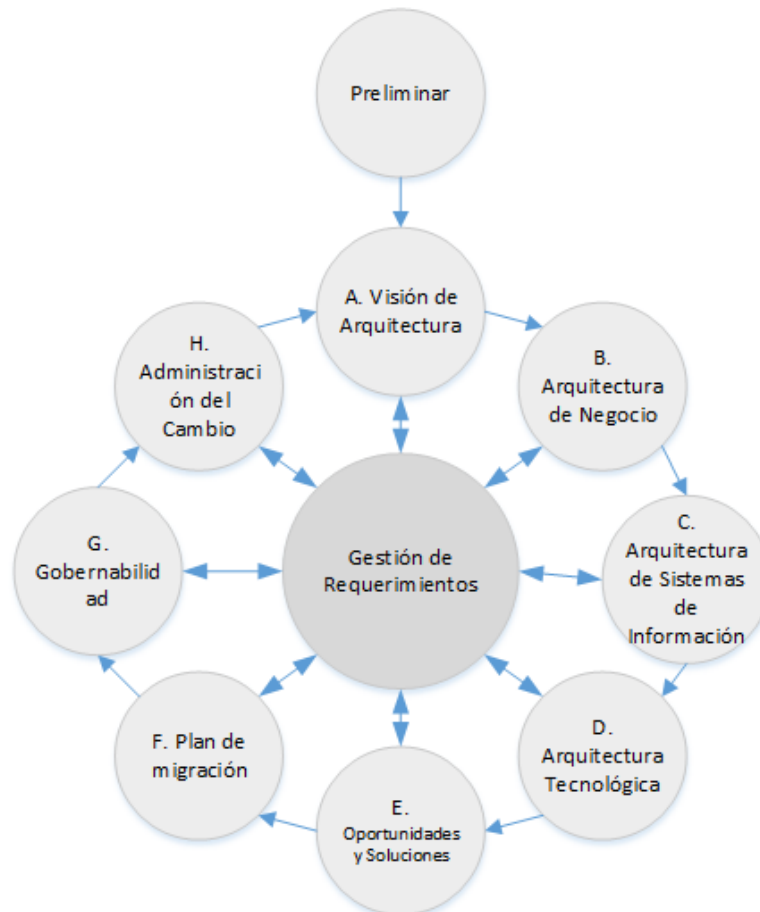 Preliminar
A. Visión de
Arquitectura
B.
Arquitectura
de Negocio
C.
Arquitectura
de Sistemas
de
Información
D.
Arquitectura
Tecnológica
E.
Oportunidades
y Soluciones
F. Plan de
migración
G.
Gobernabilid
ad
H.
Administraci
ón del
Cambio
Gestión de
Requerimientos